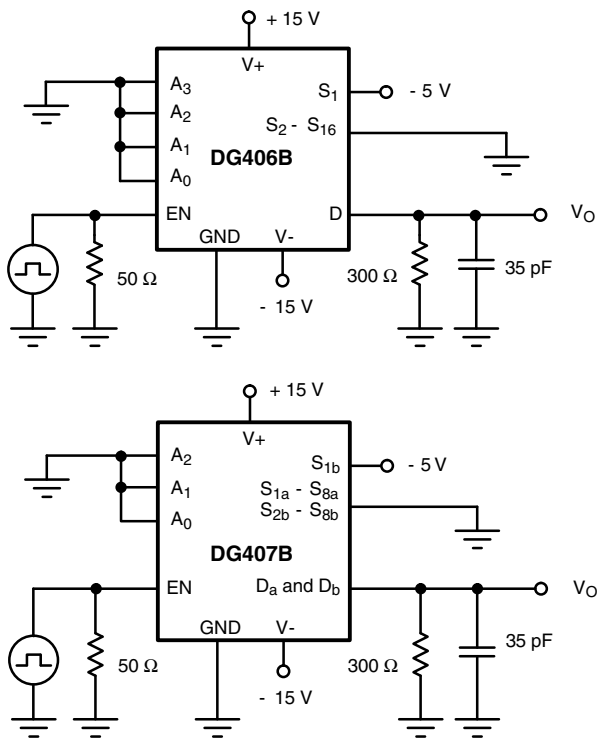 + 15 V
V+
A3
S1
- 5 V
A2
S2 - S16
A1
DG406B
A0
EN
D
VO
GND
V-
50 Ω
300 Ω
35 pF
- 15 V
+ 15 V
V+
A2
S1b
- 5 V
A1
S1a - S8a
A0
S2b - S8b
DG407B
EN
Da and Db
VO
GND
V-
50 Ω
300 Ω
35 pF
- 15 V